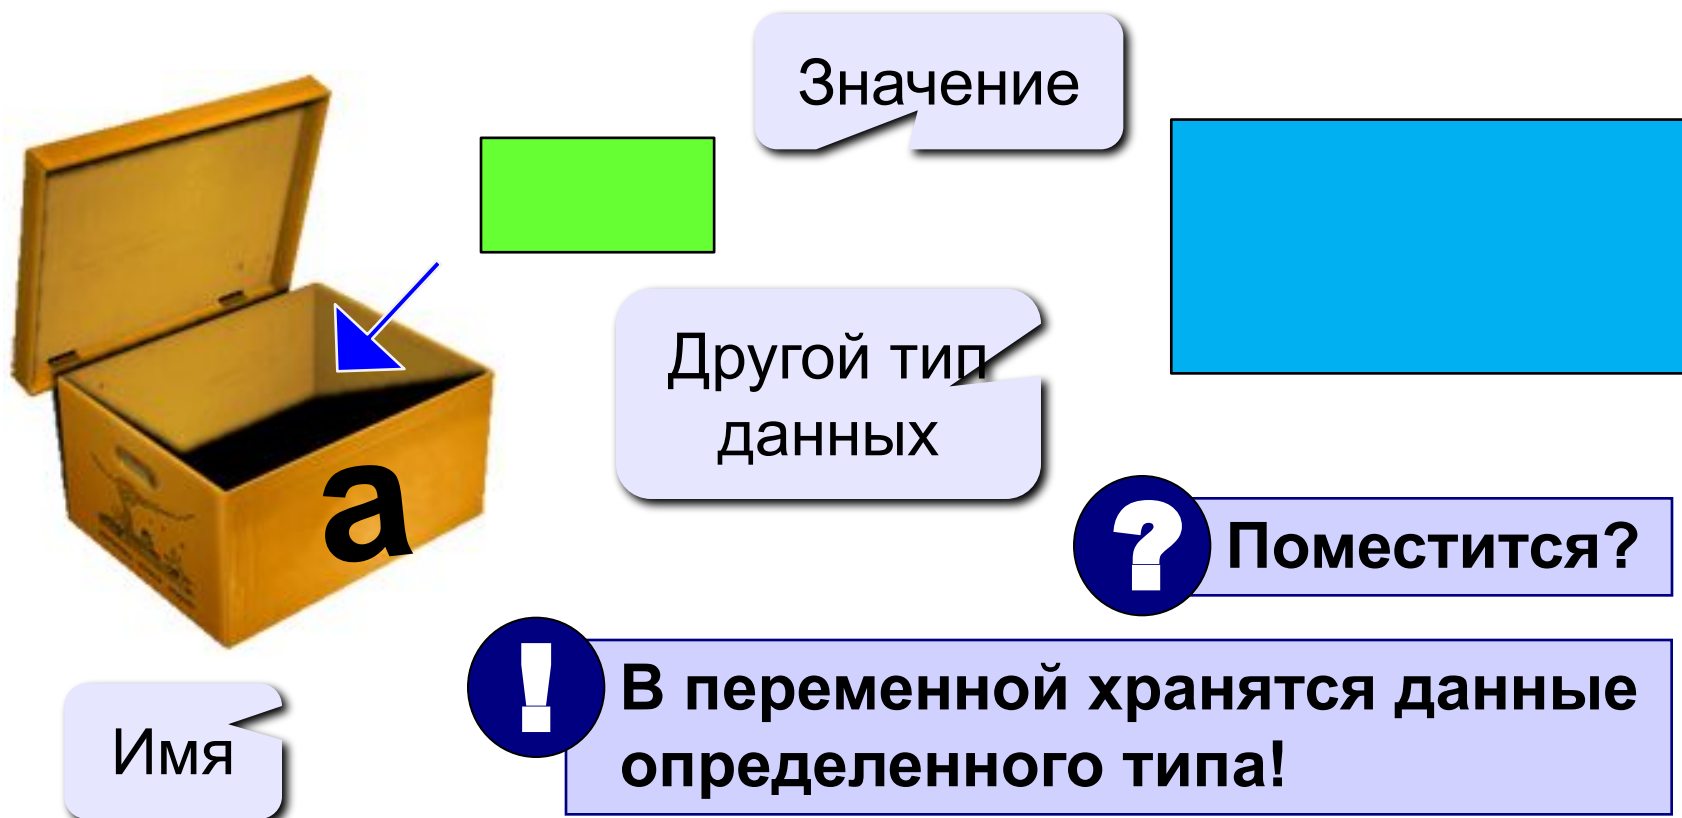 Значение
Другой тип
данных
a
?
Поместится?
!
В переменной хранятся данные
определенного типа!
Имя